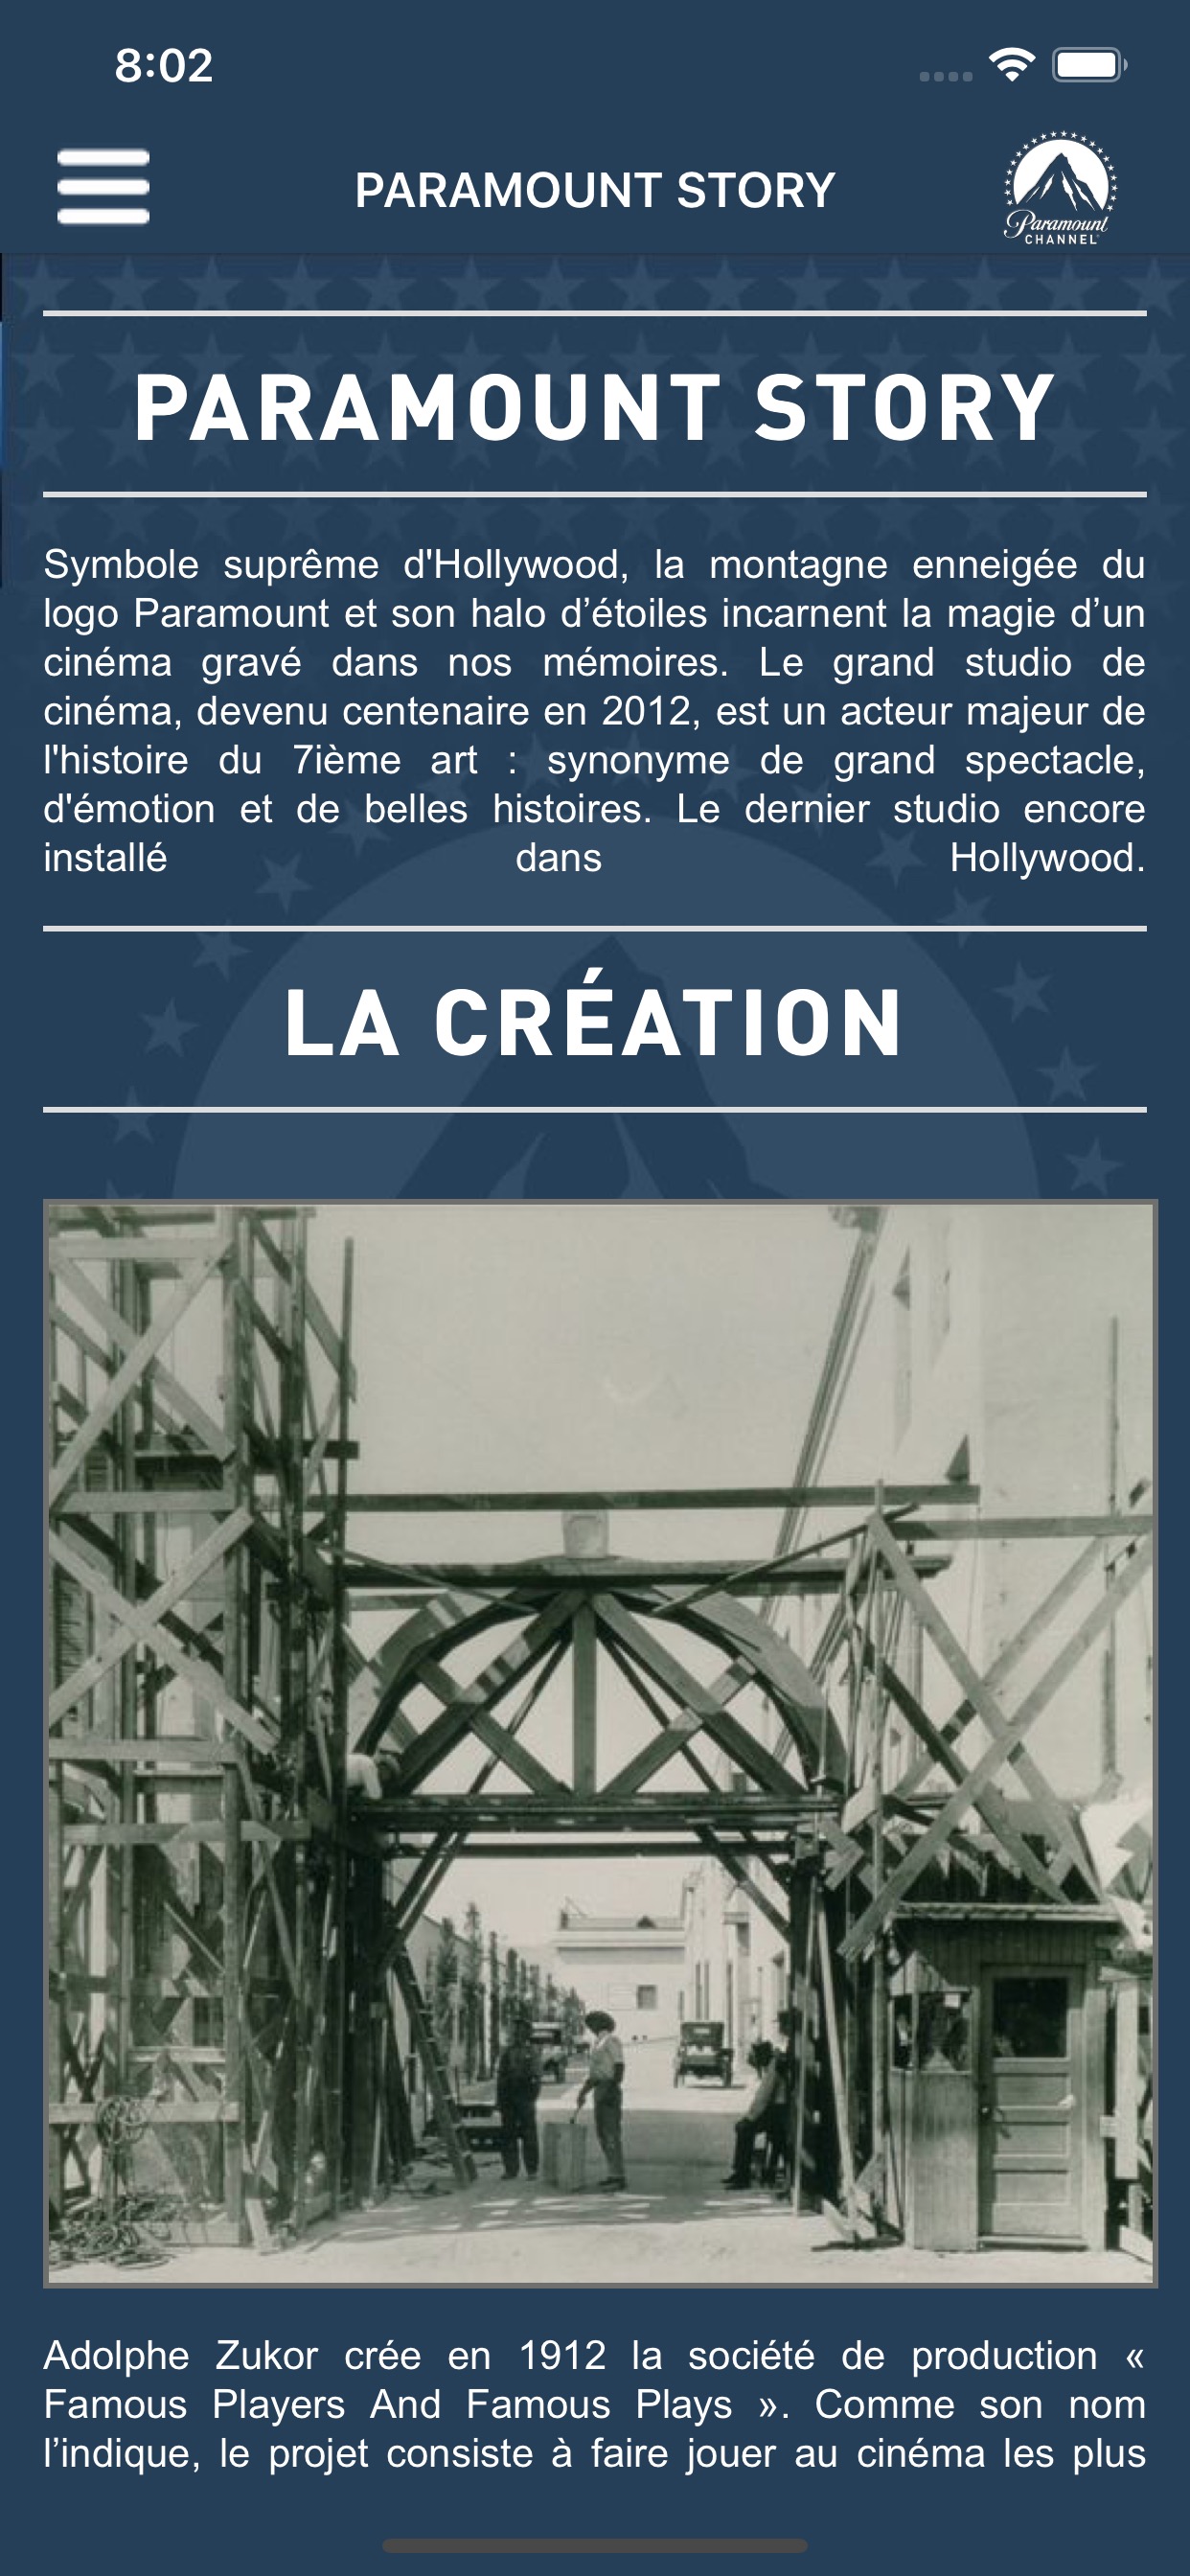 8:02
PARAMOUNT STORY
Paramount
CHANNEL
PARAMOUNT STORY
Symbole suprême d'Hollywood, la montagne enneigée du
logo Paramount et son halo d’étoiles incarnent la magie d’un
cinéma gravé dans nos mémoires. Le grand studio de
cinéma, devenu centenaire en 2012, est un acteur majeur de
l'histoire du 7ième art : synonyme de grand spectacle,
d'émotion et de belles histoires. Le dernier studio encore
installé dans Hollywood.
LA CRÉATION
Adolphe Zukor crée en 1912 la société de production «
Famous Players And Famous Plays ». Comme son nom
l’indique, le projet consiste à faire jouer au cinéma les plus